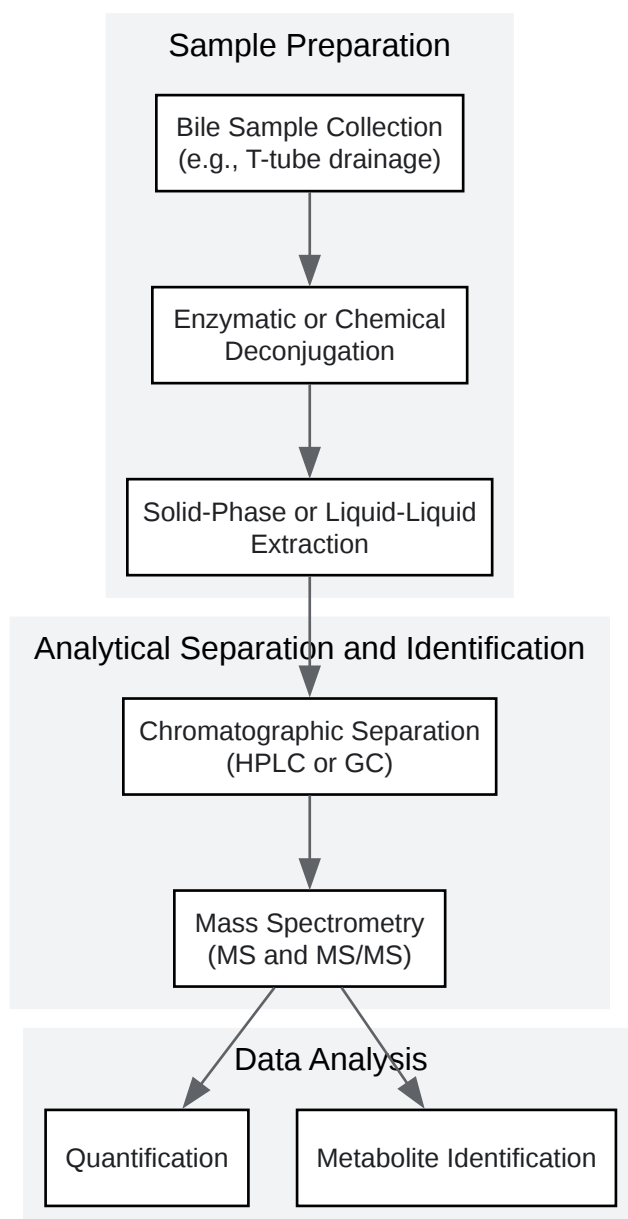 Sample Preparation
Bile Sample Collection
(e.g., T-tube drainage)
Enzymatic or Chemical
Deconjugation
Solid-Phase or Liquid-Liquid
Extraction
Analytical Separation and Identification
Chromatographic Separation
(HPLC or GC)
Mass Spectrometry
(MS and MS/MS)
Data Analysis
Quantification
Metabolite Identification